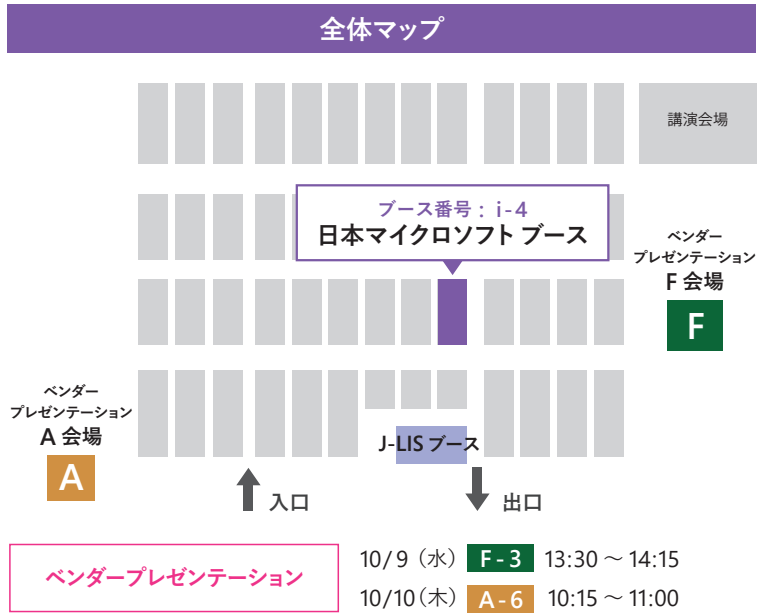 全体マップ
講演会場
ブース番号： i-4
日本マイクロソフト ブース
ベンダー
プレゼンテーション
F 会場
F
ベンダー
プレゼンテーション
A 会場
A
J-LIS ブース
入口
出口
ベンダープレゼンテーション
10/9（水） F-3 13:30 ～ 14:15
10/10（木） A-6 10:15 ～ 11:00